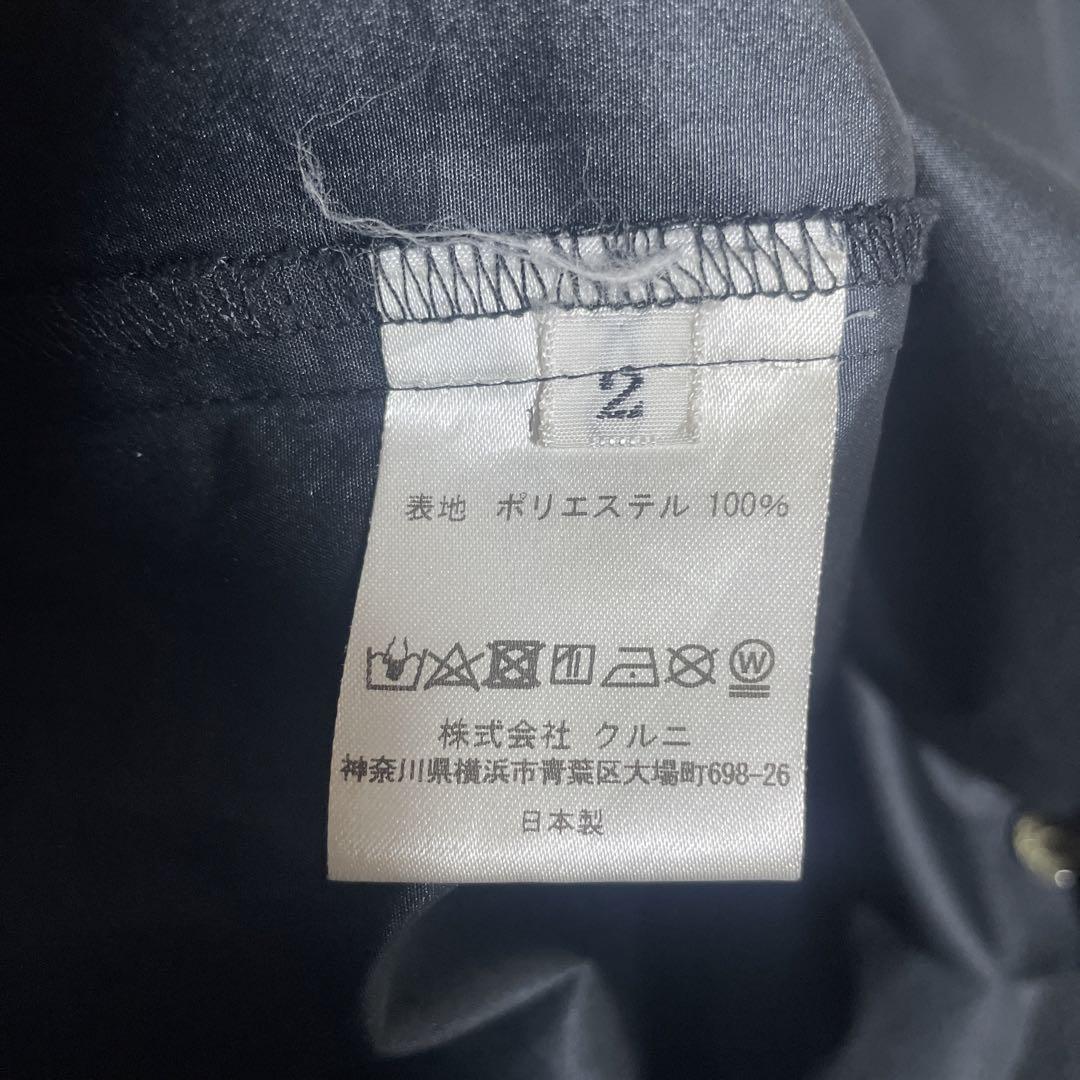 2
表地 ポリエステル 100%
W
株式会社 クルニ
神奈川県横浜市青葉区大場町698-26
日本製